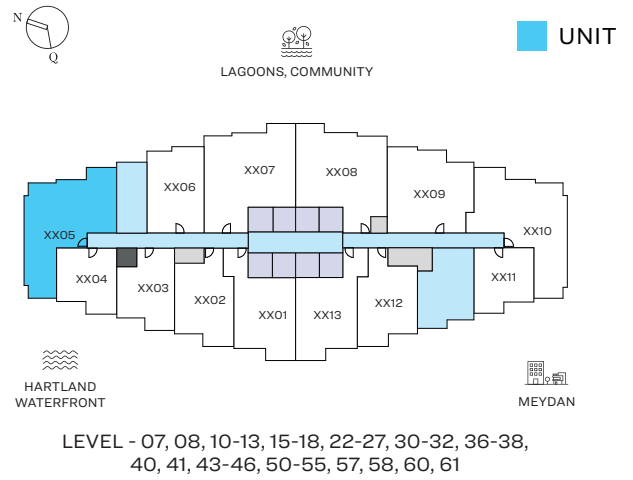 N
Q
LAGOONS, COMMUNITY
UNIT
XX07
XX08
XX06
XX09
XX05
XX10
XX04
XX03
XX02
XX01
XX13
XX12
XX11
HARTLAND
WATERFRONT
MEYDAN
LEVEL - 07, 08, 10-13, 15-18, 22-27, 30-32, 36-38,
40, 41, 43-46, 50-55, 57, 58, 60, 61